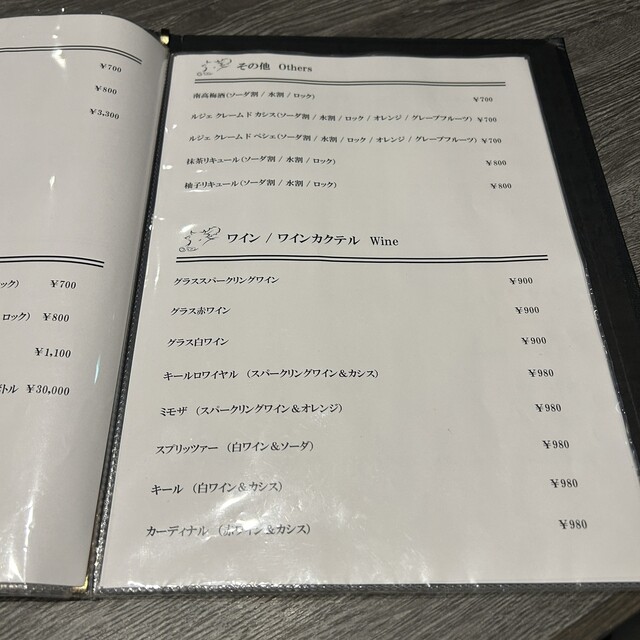 ¥700
¥800
¥3,300
ック) ¥700
ロック) ¥800
¥1,100
ボトル ¥30,000
その他 Others
南高梅酒(ソーダ割 / 水割 / ロック) ¥700
ルジェ クレーム ド カシス(ソーダ割 / 水割 / ロック / オレンジ / グレープフルーツ) ¥700
ルジェ クレーム ド ペシェ(ソーダ割 / 水割 / ロック / オレンジ / グレープフルーツ) ¥700
抹茶リキュール(ソーダ割 / 水割 / ロック) ¥800
柚子リキュール(ソーダ割 / 水割 / ロック) ¥800
ワイン / ワインカクテル Wine
グラススパークリングワイン ¥900
グラス赤ワイン ¥900
グラス白ワイン ¥900
キールロワイヤル (スパークリングワイン&カシス) ¥980
ミモザ (スパークリングワイン&オレンジ) ¥980
スプリッツァー (白ワイン&ソーダ) ¥980
キール (白ワイン&カシス) ¥980
カーディナル (赤ワイン&カシス) ¥980